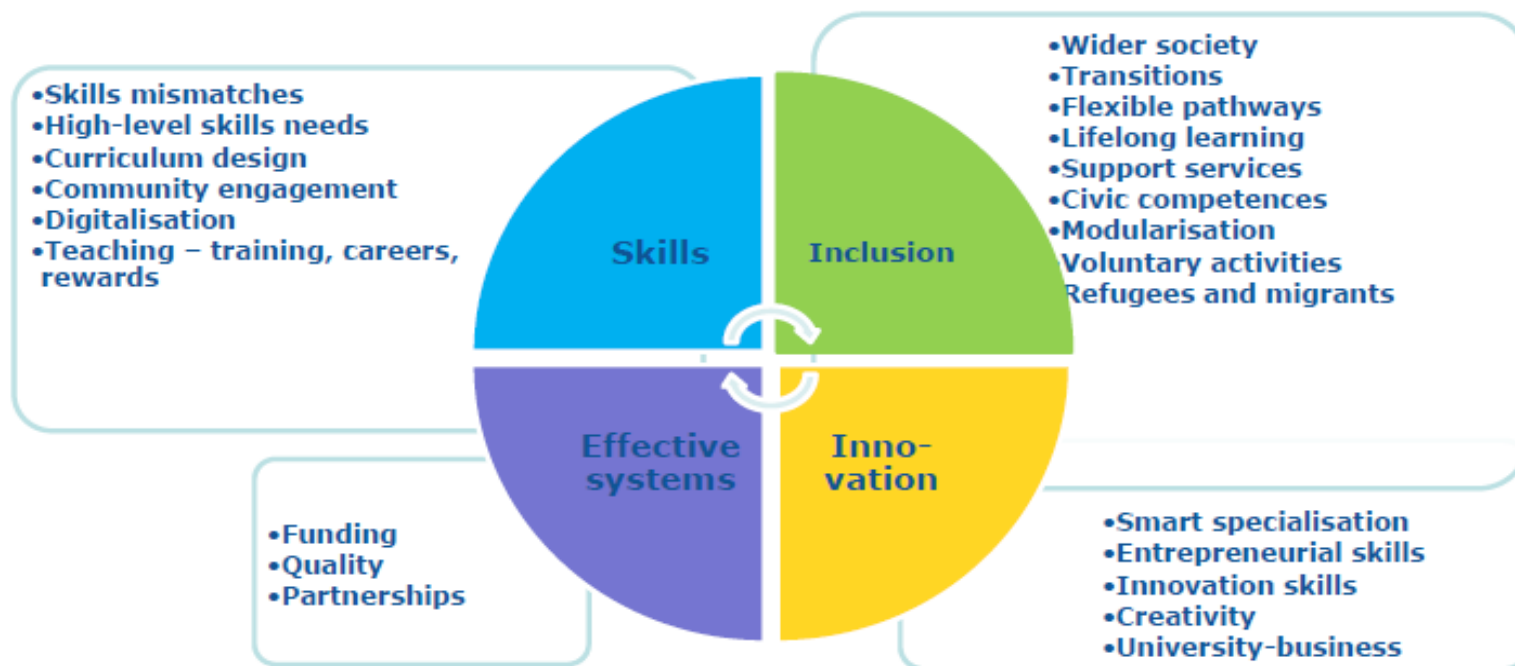 •Skills mismatches
•High-level skills needs
•Curriculum design
•Community engagement
•Digitalisation
•Teaching – training, careers,
rewards
•Wider society
•Transitions
•Flexible pathways
•Lifelong learning
•Support services
•Civic competences
•Modularisation
•Voluntary activities
•Refugees and migrants
Skills
Inclusion
Effective
systems
Inno-
vation
•Funding
•Quality
•Partnerships
•Smart specialisation
•Entrepreneurial skills
•Innovation skills
•Creativity
•University-business